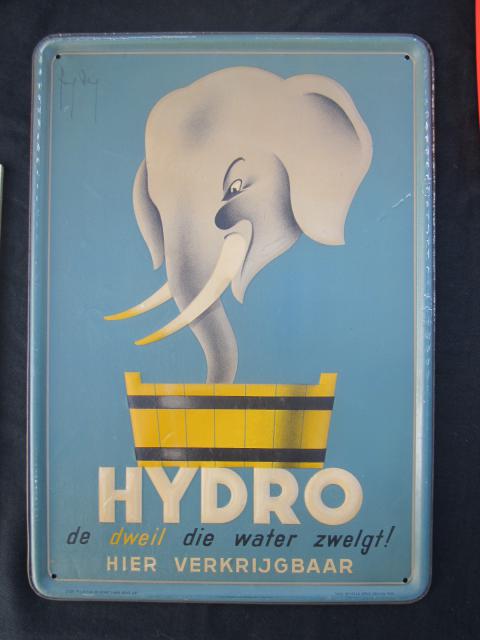 HYDRO
de dweil die water zwelgt!
HIER VERKRIJGBAAR